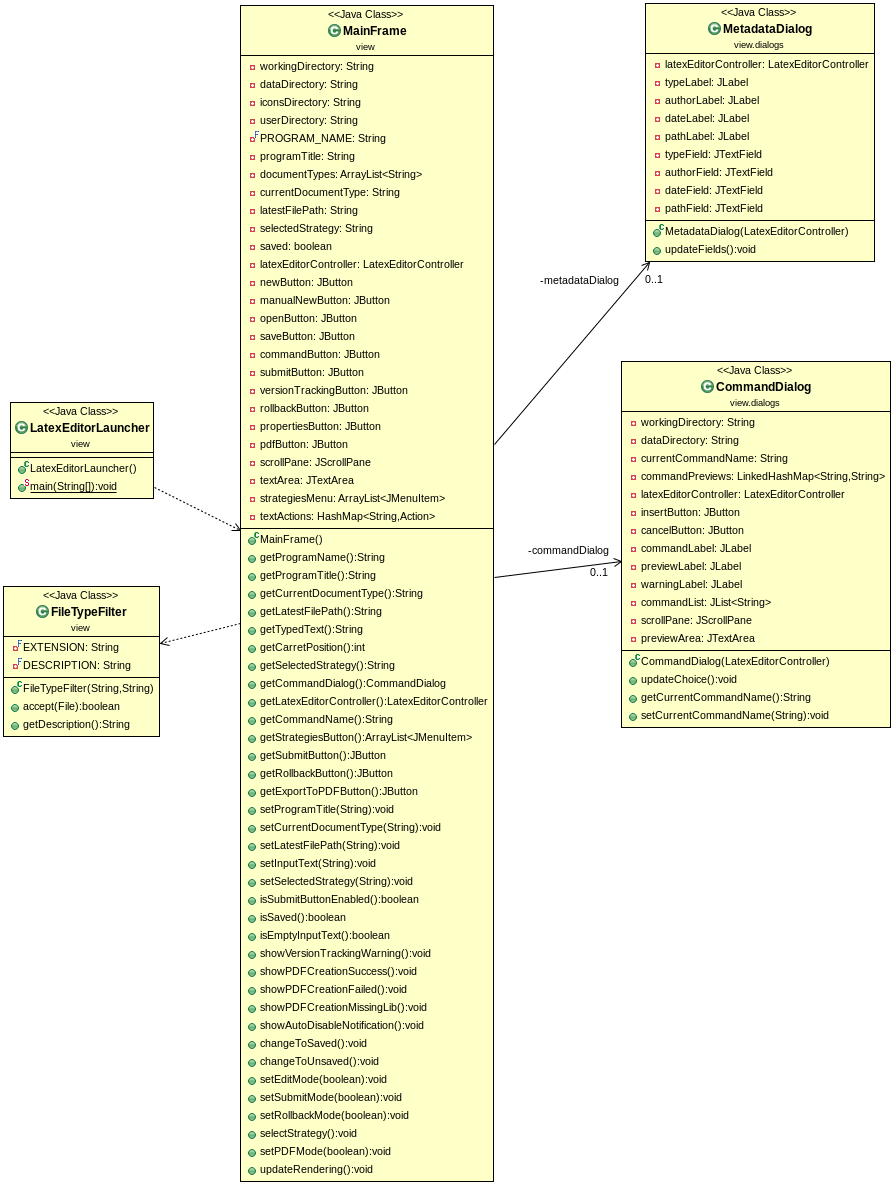 <<Java Class>>
MainFrame
view
workingDirectory: String
dataDirectory: String
iconsDirectory: String
userDirectory: String
PROGRAM_NAME: String
programTitle: String
documentTypes: ArrayList<String>
currentDocumentType: String
latestFilePath: String
selectedStrategy: String
saved: boolean
latexEditorController: LatexEditorController
newButton: JButton
manualNewButton: JButton
openButton: JButton
saveButton: JButton
commandButton: JButton
submitButton: JButton
versionTrackingButton: JButton
rollbackButton: JButton
propertiesButton: JButton
pdfButton: JButton
scrollPane: JScrollPane
textArea: JTextArea
strategiesMenu: ArrayList<JMenuItem>
textActions: HashMap<String,Action>
MainFrame()
getProgramName():String
getProgramTitle():String
getCurrentDocumentType():String
getLatestFilePath():String
getTypedText():String
getCarretPosition():int
getSelectedStrategy():String
getCommandDialog():CommandDialog
getLatexEditorController():LatexEditorController
getCommandName():String
getStrategiesButton():ArrayList<JMenuItem>
getSubmitButton():JButton
getRollbackButton():JButton
getExportToPDFButton():JButton
setProgramTitle(String):void
setCurrentDocumentType(String):void
setLatestFilePath(String):void
setInputText(String):void
setSelectedStrategy(String):void
isSubmitButtonEnabled():boolean
isSaved():boolean
isEmptyInputText():boolean
showVersionTrackingWarning():void
showPDFCreationSuccess():void
showPDFCreationFailed():void
showPDFCreationMissingLib():void
showAutoDisableNotification():void
changeToSaved():void
changeToUnsaved():void
setEditMode(boolean):void
setSubmitMode(boolean):void
setRollbackMode(boolean):void
selectStrategy():void
setPDFMode(boolean):void
updateRendering():void
<<Java Class>>
MetadataDialog
view.dialogs
latexEditorController: LatexEditorController
typeLabel: JLabel
authorLabel: JLabel
dateLabel: JLabel
pathLabel: JLabel
typeField: JTextField
authorField: JTextField
dateField: JTextField
pathField: JTextField
MetadataDialog(LatexEditorController)
updateFields():void
-metadataDialog
0..1
<<Java Class>>
CommandDialog
view.dialogs
workingDirectory: String
dataDirectory: String
currentCommandName: String
commandPreviews: LinkedHashMap<String,String>
latexEditorController: LatexEditorController
insertButton: JButton
cancelButton: JButton
commandLabel: JLabel
previewLabel: JLabel
warningLabel: JLabel
commandList: JList<String>
scrollPane: JScrollPane
previewArea: JTextArea
CommandDialog(LatexEditorController)
updateChoice():void
getCurrentCommandName():String
setCurrentCommandName(String):void
-commandDialog
0..1
<<Java Class>>
LatexEditorLauncher
view
LatexEditorLauncher()
main(String[]):void
<<Java Class>>
FileTypeFilter
view
EXTENSION: String
DESCRIPTION: String
FileTypeFilter(String,String)
accept(File):boolean
getDescription():String